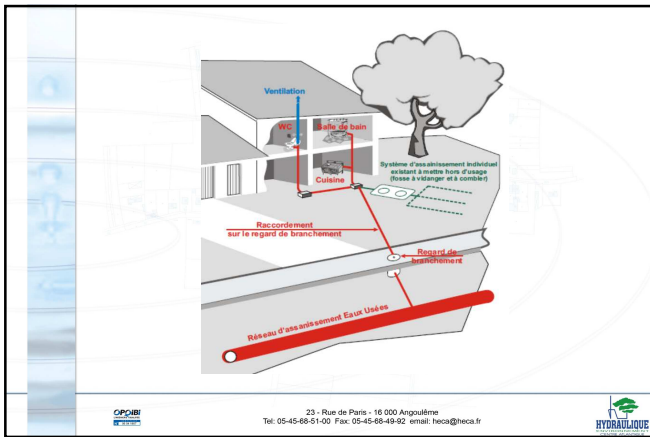 Ventilation
WC
Salle de bain
Cuisine
Système d'assainissement individuel
existant à mettre hors d'usage
(fosse à vidanger et à combler)
Raccordement
sur le regard de branchement
Regard de
branchement
Réseau d'assanissement Eaux Usées
OPQIBI
23 - Rue de Paris - 16 000 Angoulême
Tel: 05-45-68-51-00 Fax: 05-45-68-49-92 email: heca@heca.fr
HYDRAULIQUE